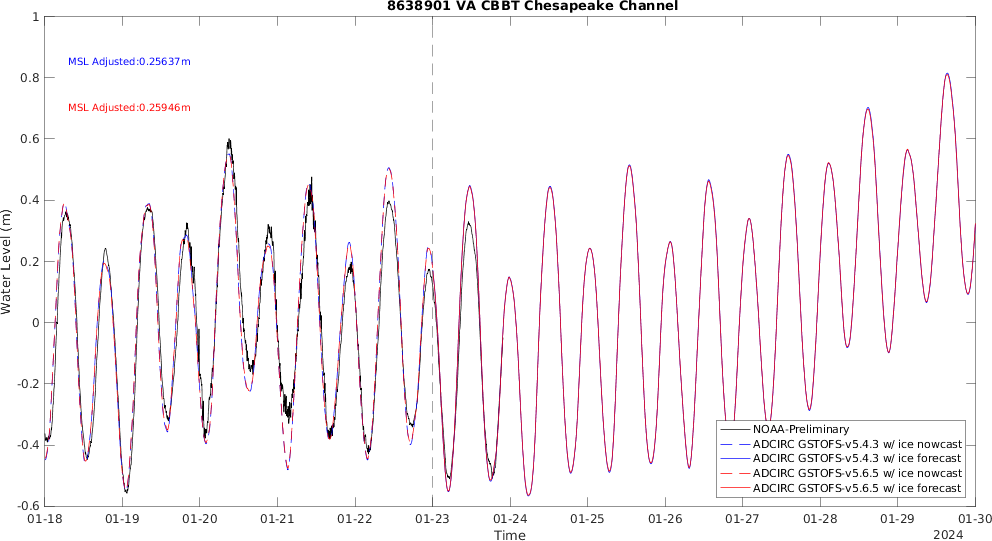 8638901 VA CBBT Chesapeake Channel
1
0.8
0.6
0.4
0.2
0
-0.2
-0.4
-0.6
Water Level (m)
MSL Adjusted:0.25637m
MSL Adjusted:0.25946m
NOAA-Preliminary
ADCIRC GSTOFS-v5.4.3 w/ ice nowcast
ADCIRC GSTOFS-v5.4.3 w/ ice forecast
ADCIRC GSTOFS-v5.6.5 w/ ice nowcast
ADCIRC GSTOFS-v5.6.5 w/ ice forecast
01-18 01-19 01-20 01-21 01-22 01-23 01-24 01-25 01-26 01-27 01-28 01-29 01-30
Time
2024